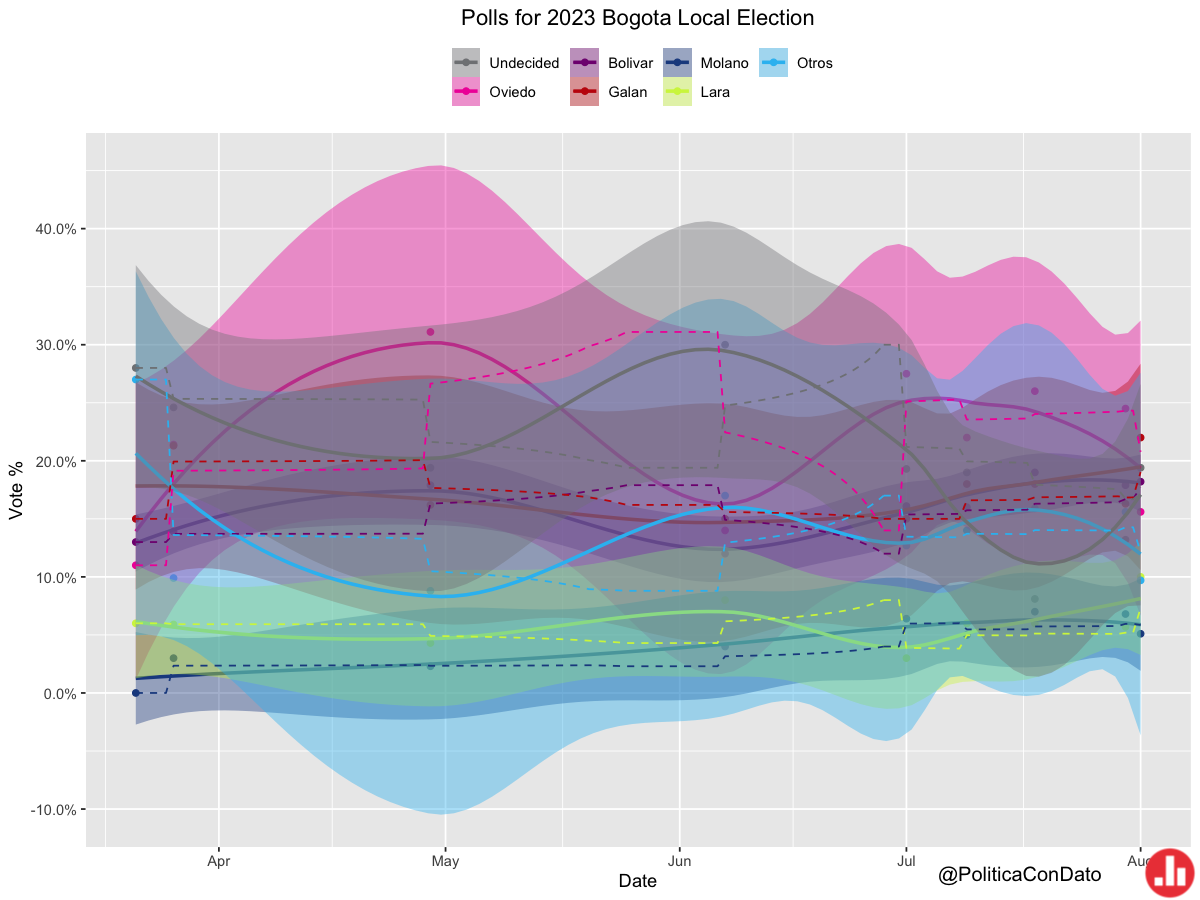 Polls for 2023 Bogota Local Election
Undecided Bolivar Molano Otros
Oviedo Galan Lara
Vote %
40.0%
30.0%
20.0%
10.0%
0.0%
-10.0%
Apr May Jun Jul
Date
@PoliticaConDato